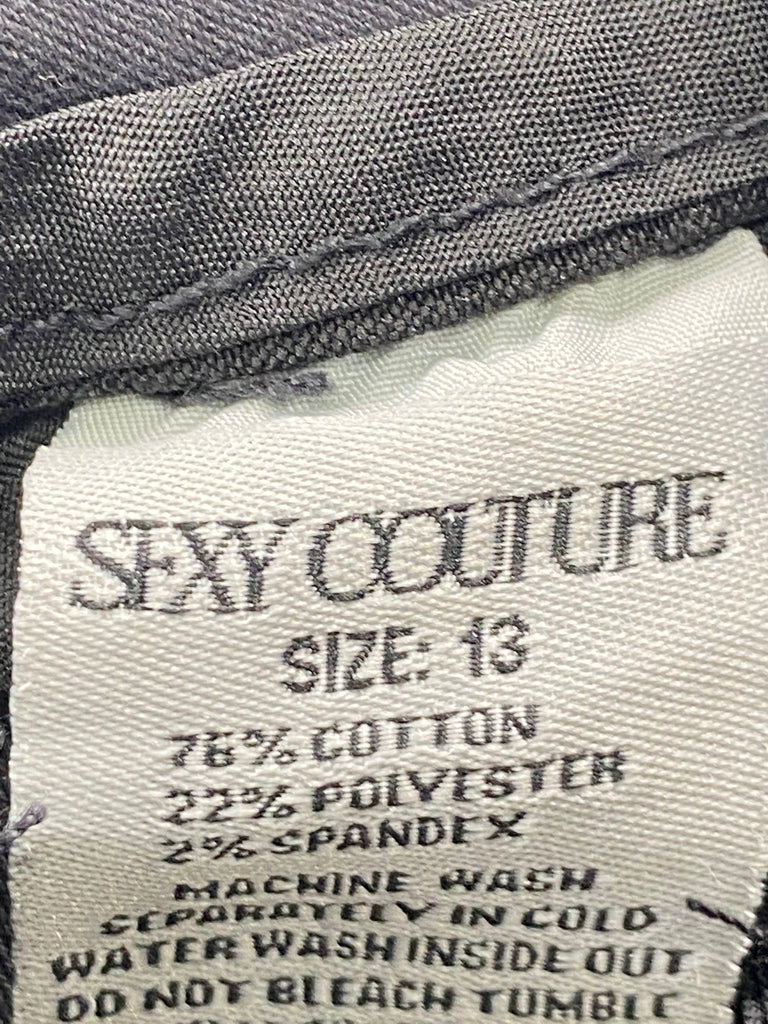 SEXY COUTURE
SIZE: 13
76% COTTON
22% POLYESTER
2% SPANDEX
MACHINE WASH
SEPARATELY IN COLD
WATER WASH INSIDE OUT
DO NOT BLEACH TUMBLE